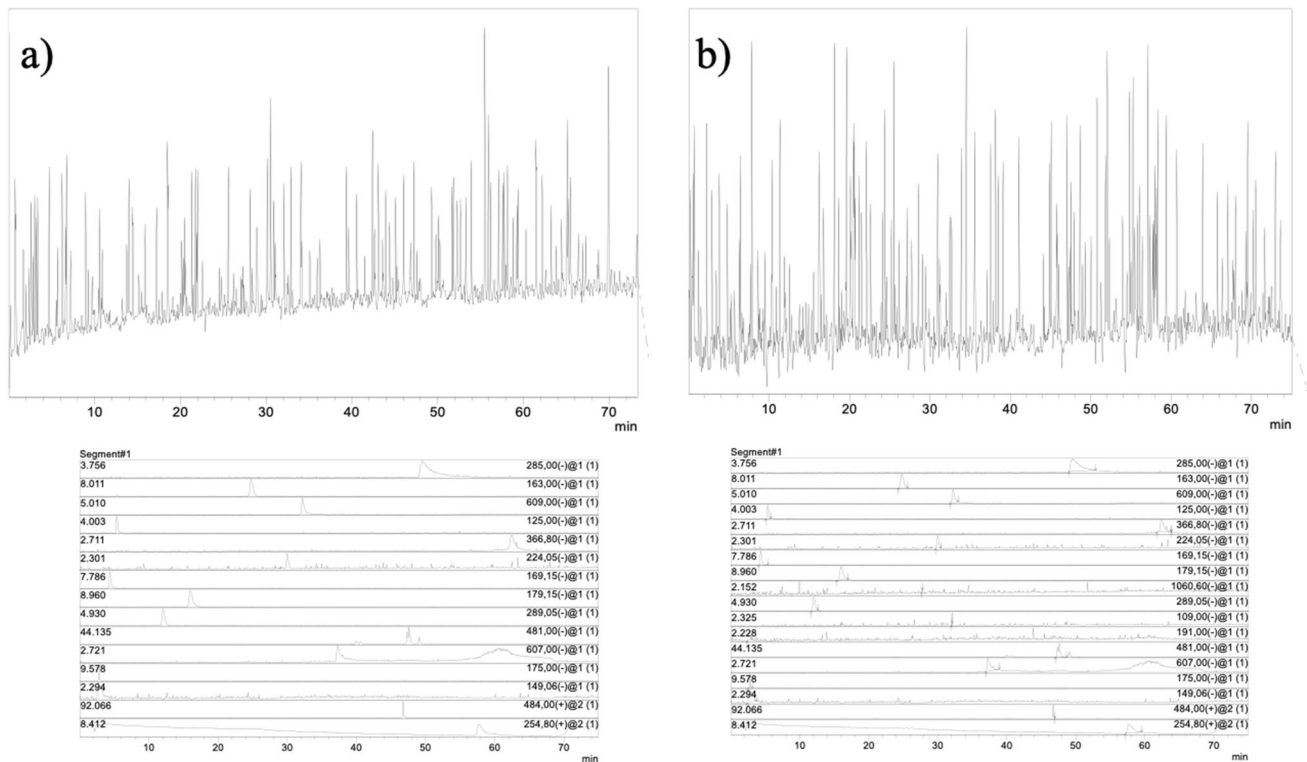 a)
10 20 30 40 50 60 70
min
b)
10 20 30 40 50 60 70
min
Segment#1
3.756 285,00(-)@1 (1)
8.011 163,00(-)@1 (1)
5.010 609,00(-)@1 (1)
4.003 125,00(-)@1 (1)
2.711 366,80(-)@1 (1)
2.301 224,05(-)@1 (1)
7.786 169,15(-)@1 (1)
8.960 179,15(-)@1 (1)
4.930 289,05(-)@1 (1)
44.135 481,00(-)@1 (1)
2.721 607,00(-)@1 (1)
9.578 175,00(-)@1 (1)
2.294 149,06(-)@1 (1)
92.066 484,00(+)@2 (1)
8.412 254,80(+)@2 (1)
10 20 30 40 50 60 70
min
Segment#1
3.756 285,00(-)@1 (1)
8.011 163,00(-)@1 (1)
5.010 609,00(-)@1 (1)
4.003 125,00(-)@1 (1)
2.711 366,80(-)@1 (1)
2.301 224,05(-)@1 (1)
7.786 169,15(-)@1 (1)
8.960 179,15(-)@1 (1)
2.152 1060,60(-)@1 (1)
4.930 289,05(-)@1 (1)
2.325 109,00(-)@1 (1)
2.228 191,00(-)@1 (1)
44.135 481,00(-)@1 (1)
2.721 607,00(-)@1 (1)
9.578 175,00(-)@1 (1)
2.294 149,06(-)@1 (1)
92.066 484,00(+)@2 (1)
8.412 254,80(+)@2 (1)
10 20 30 40 50 60 70
min